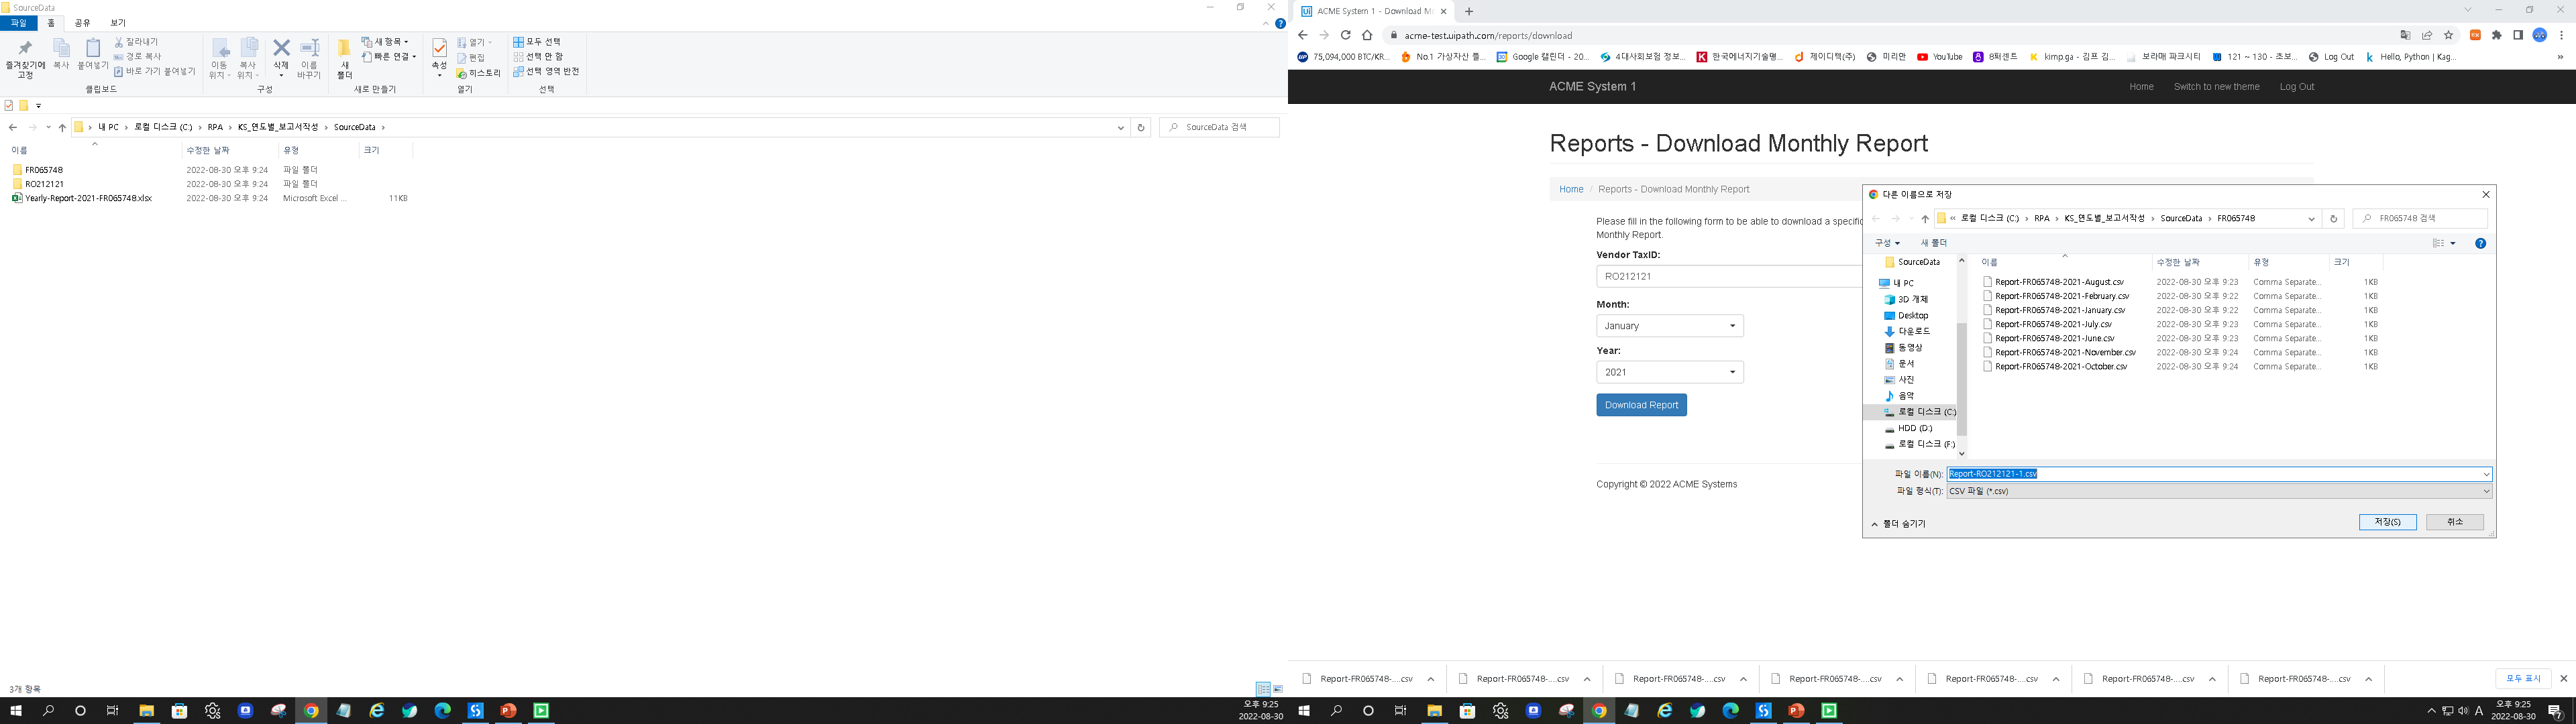 SourceData
파일 홈 공유 보기
즐겨찾기에 고정
복사
붙여넣기
잘라내기
경로 복사
바로 가기 붙여넣기
클립보드
이동 위치
복사 위치
삭제
이름 바꾸기
구성
새 폴더
새 항목
빠른 연결
새로 만들기
속성
열기
편집
히스토리
열기
모두 선택
선택 안 함
선택 영역 반전
선택
내 PC › 로컬 디스크 (C:) › RPA › KS_연도별_보고서작성 › SourceData ›
SourceData 검색
이름 수정한 날짜 유형 크기
FR065748 2022-08-30 오후 9:24 파일 폴더
RO212121 2022-08-30 오후 9:24 파일 폴더
Yearly-Report-2021-FR065748.xlsx 2022-08-30 오후 9:24 Microsoft Excel ... 11KB
3개 항목
오후 9:25
2022-08-30
ACME System 1 - Download Mo
acme-test.uipath.com/reports/download
75,094,000 BTC/KR...
No.1 가상자산 플...
Google 캘린더 - 20...
4대사회보험 정보...
한국에너지기술평...
제이디텍(주)
미리만
YouTube
8퍼센트
kimp.ga - 김프 김...
보라매 파크시티
121 ~ 130 - 초보...
Log Out
Hello, Python | Kag...
»
ACME System 1
Home Switch to new theme Log Out
Reports - Download Monthly Report
Home / Reports - Download Monthly Report
Please fill in the following form to be able to download a specific
Monthly Report.
Vendor TaxID:
RO212121
Month:
January
Year:
2021
Download Report
Copyright © 2022 ACME Systems
다른 이름으로 저장
« 로컬 디스크 (C:) › RPA › KS_연도별_보고서작성 › SourceData › FR065748
FR065748 검색
구성 새 폴더
SourceData
내 PC
3D 개체
Desktop
다운로드
동영상
문서
사진
음악
로컬 디스크 (C:)
HDD (D:)
로컬 디스크 (F:)
이름 수정한 날짜 유형 크기
Report-FR065748-2021-August.csv 2022-08-30 오후 9:23 Comma Separate... 1KB
Report-FR065748-2021-February.csv 2022-08-30 오후 9:22 Comma Separate... 1KB
Report-FR065748-2021-January.csv 2022-08-30 오후 9:22 Comma Separate... 1KB
Report-FR065748-2021-July.csv 2022-08-30 오후 9:23 Comma Separate... 1KB
Report-FR065748-2021-June.csv 2022-08-30 오후 9:23 Comma Separate... 1KB
Report-FR065748-2021-November.csv 2022-08-30 오후 9:24 Comma Separate... 1KB
Report-FR065748-2021-October.csv 2022-08-30 오후 9:24 Comma Separate... 1KB
파일 이름(N): Report-RO212121-1.csv
파일 형식(T): CSV 파일 (*.csv)
폴더 숨기기
저장(S) 취소
Report-FR065748-....csv Report-FR065748-....csv Report-FR065748-....csv Report-FR065748-....csv Report-FR065748-....csv Report-FR065748-....csv Report-FR065748-....csv 모두 표시
A
오후 9:25
2022-08-30